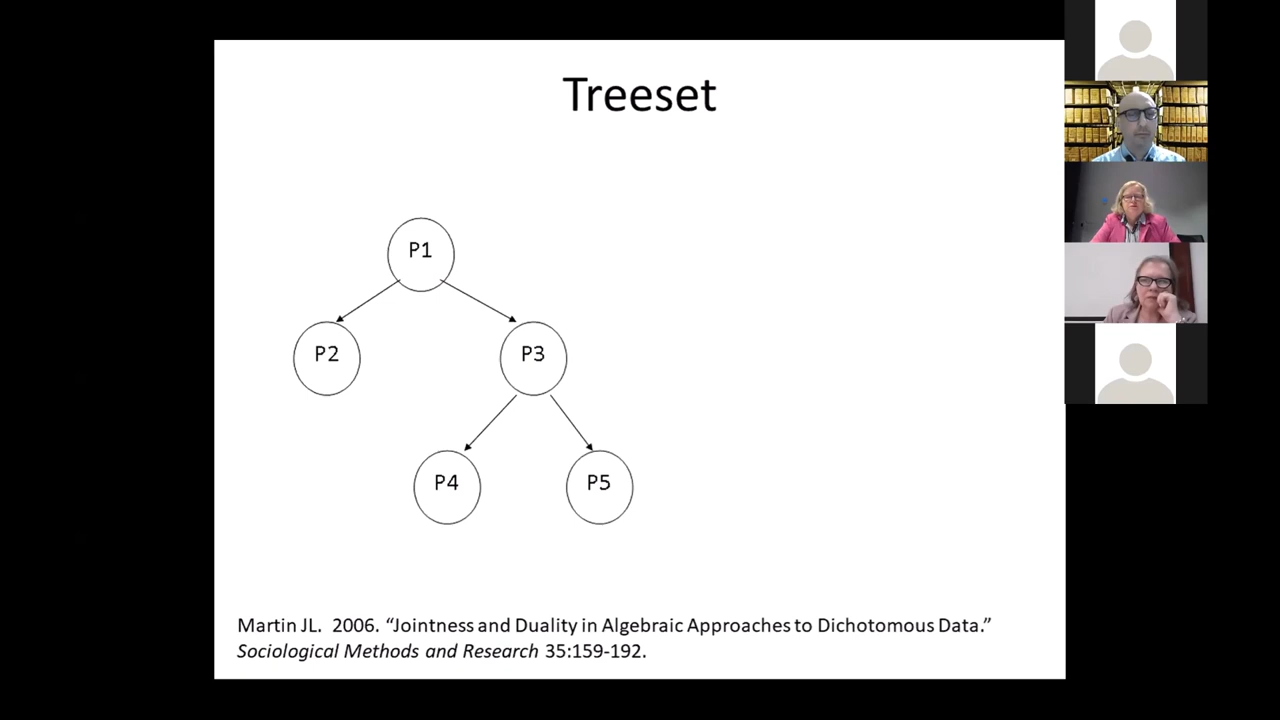 Treeset
P1
P2
P3
P4
P5
Martin JL.  2006. “Jointness and Duality in Algebraic Approaches to Dichotomous Data.”
Sociological Methods and Research 35:159-192.